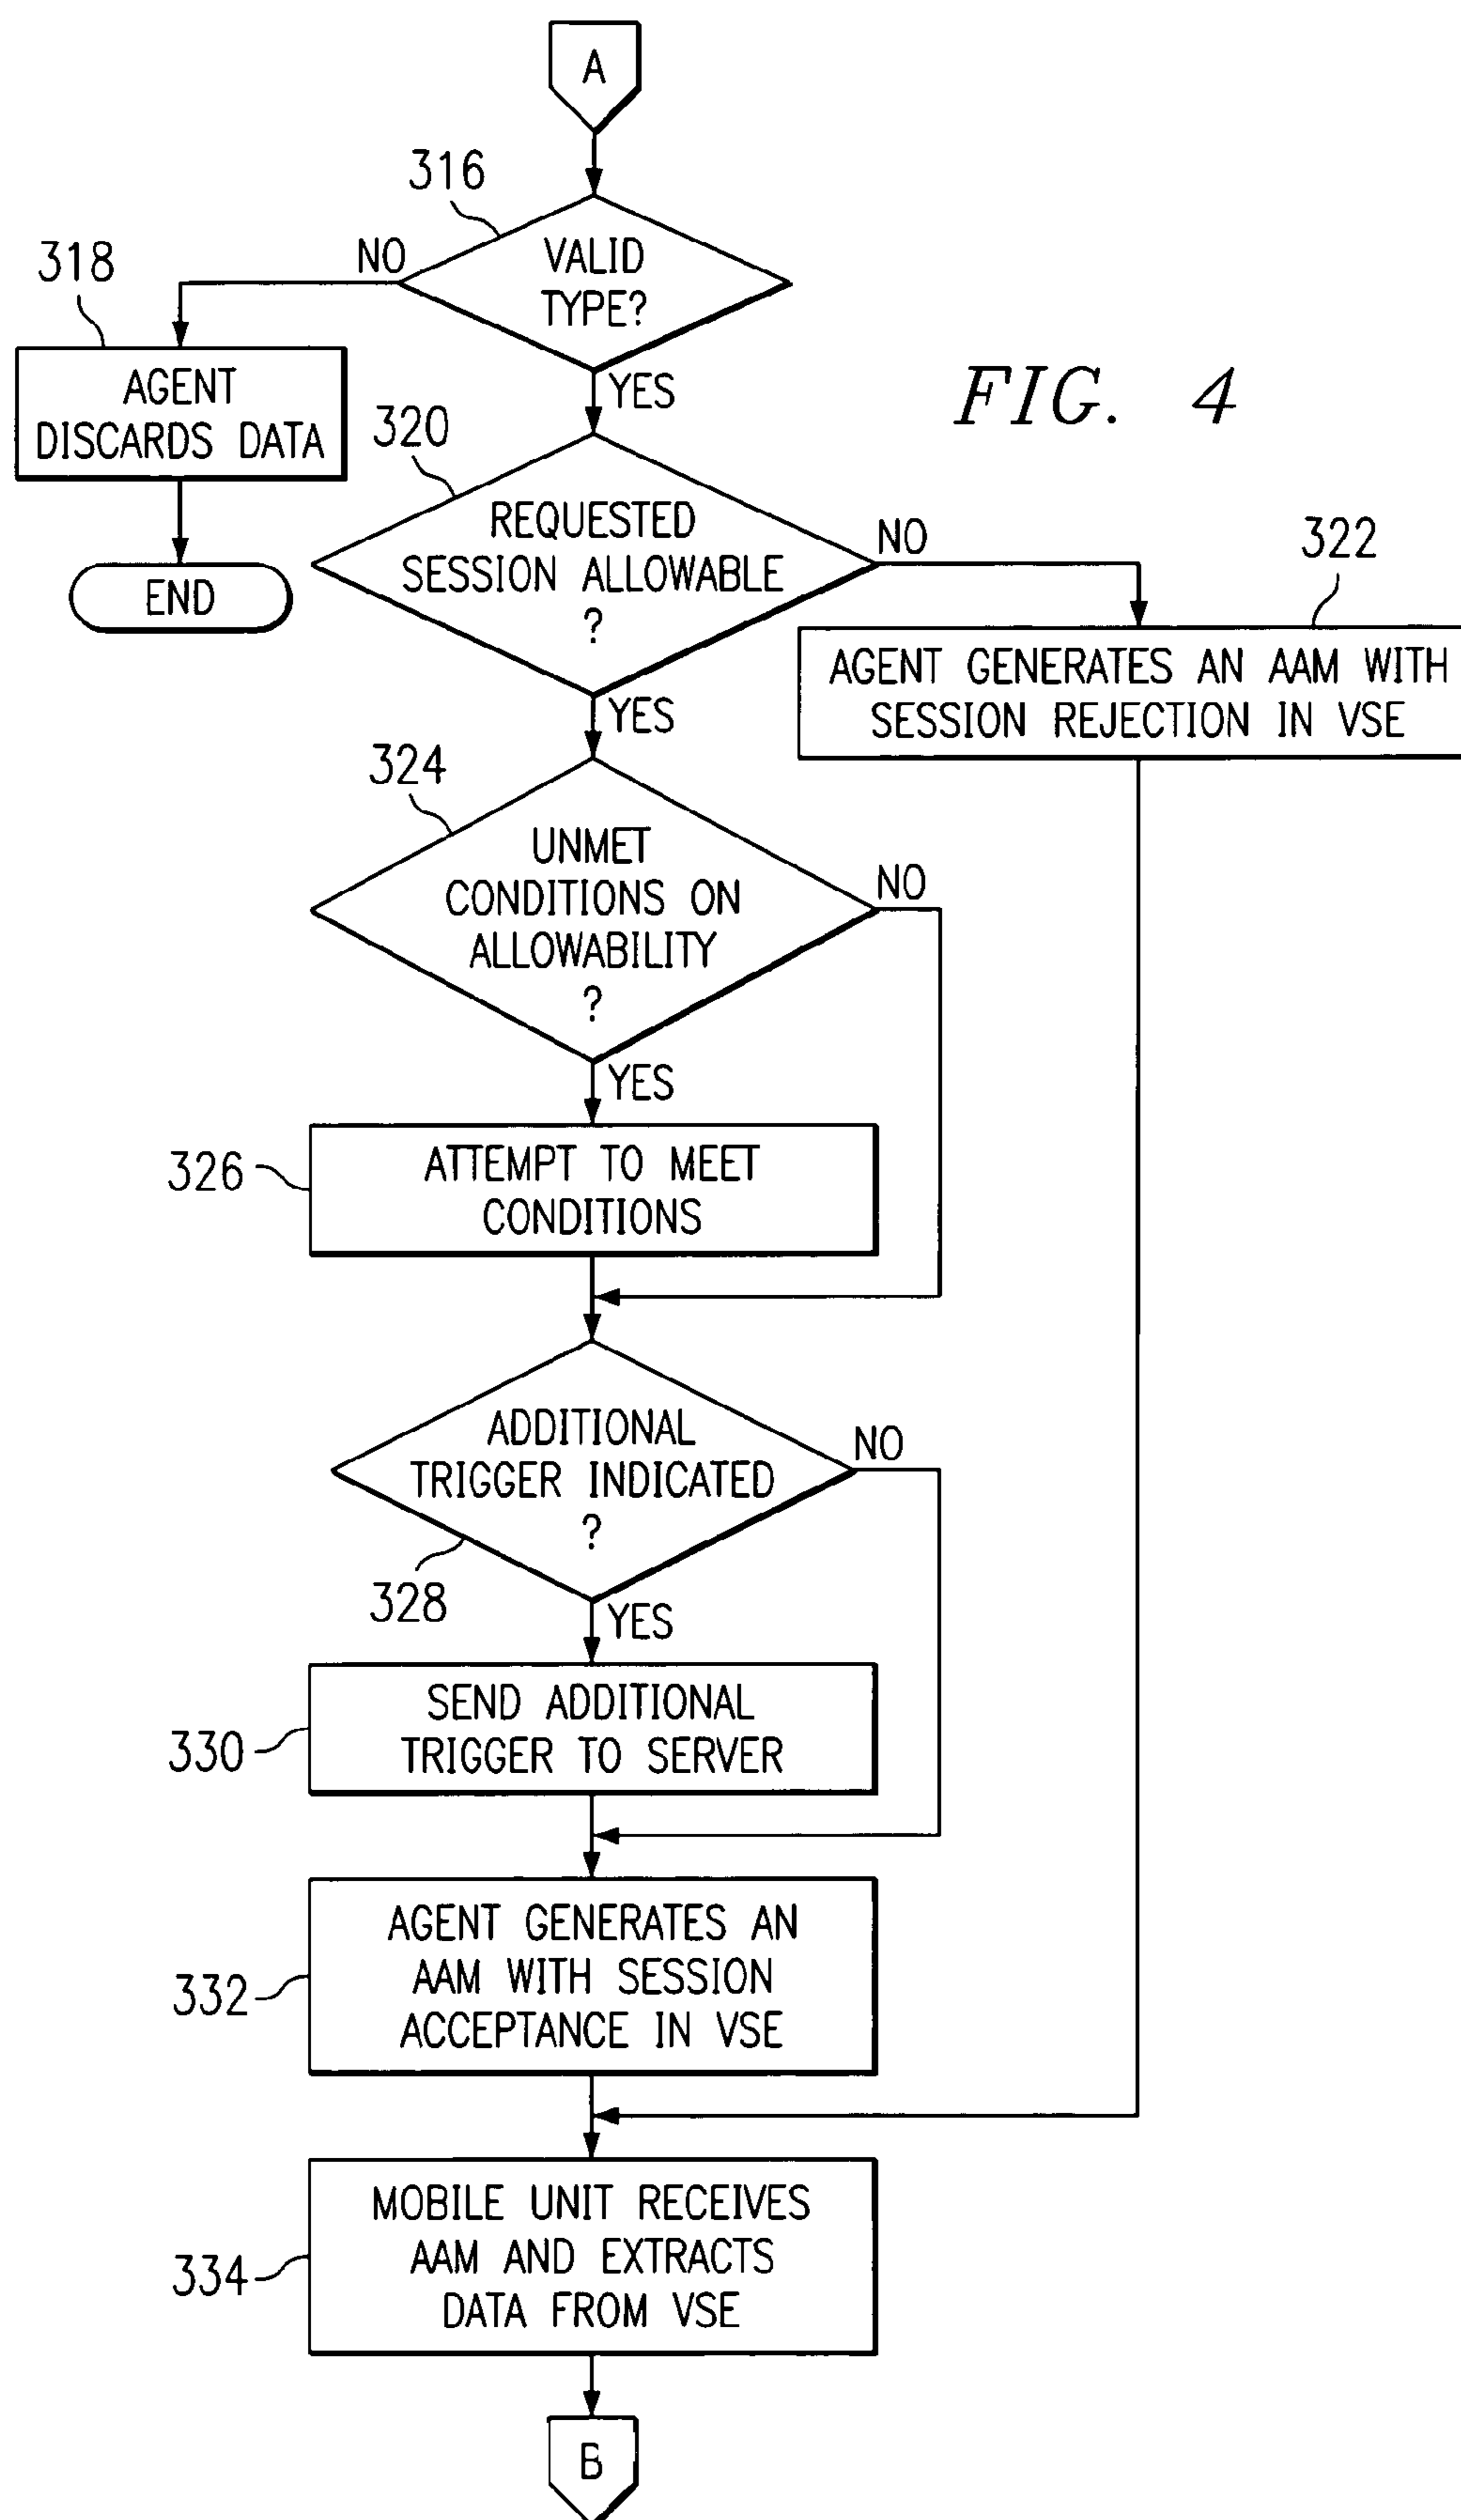 A
316
NO
VALID
TYPE?
318
AGENT
DISCARDS DATA
YES
FIG. 4
320
REQUESTED
SESSION ALLOWABLE
?
NO
322
END
AGENT GENERATES AN AAM WITH
SESSION REJECTION IN VSE
YES
324
UNMET
CONDITIONS ON
ALLOWABILITY
?
NO
YES
326
ATTEMPT TO MEET
CONDITIONS
ADDITIONAL
TRIGGER INDICATED
?
NO
328
YES
330
SEND ADDITIONAL
TRIGGER TO SERVER
332
AGENT GENERATES AN
AAM WITH SESSION
ACCEPTANCE IN VSE
334
MOBILE UNIT RECEIVES
AAM AND EXTRACTS
DATA FROM VSE
B